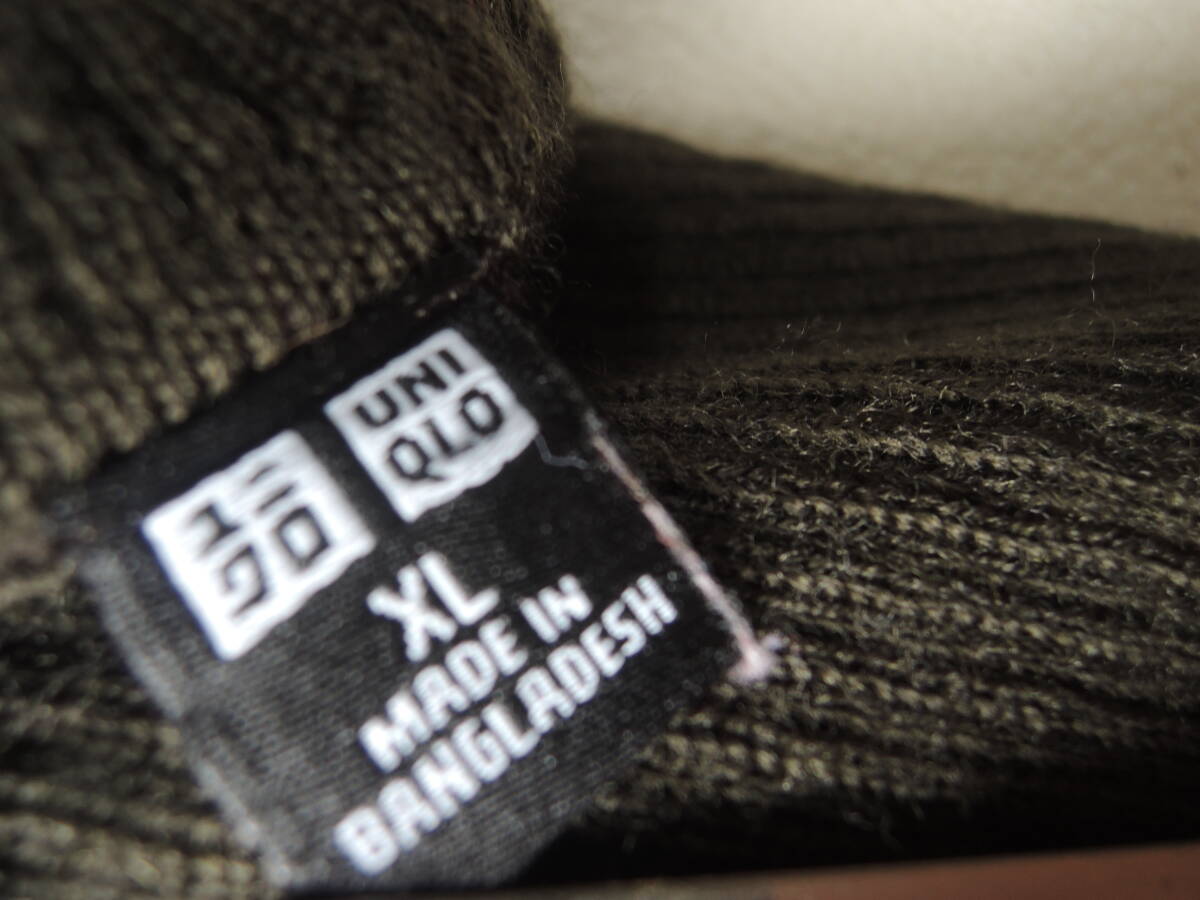 ユニ
クロ
UNI
QLO
XL
MADE IN
BANGLADESH